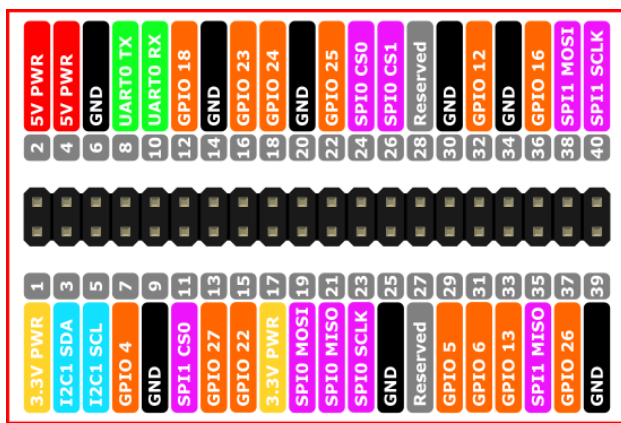 5V PWR
5V PWR
GND
UART0 TX
UART0 RX
GPIO 18
GND
GPIO 23
GPIO 24
GND
GPIO 25
SPI0 CS0
SPI0 CS1
Reserved
GND
GPIO 12
GND
GPIO 16
SPI1 MOSI
SPI1 SCLK
2
4
6
8
10
12
14
16
18
20
22
24
26
28
30
32
34
36
38
40
1
3
5
7
9
11
13
15
17
19
21
23
25
27
29
31
33
35
37
39
3.3V PWR
I2C1 SDA
I2C1 SCL
GPIO 4
GND
SPI1 CS0
GPIO 27
GPIO 22
3.3V PWR
SPI0 MOSI
SPI0 MISO
SPI0 SCLK
GND
Reserved
GPIO 5
GPIO 6
GPIO 13
SPI1 MISO
GPIO 26
GND